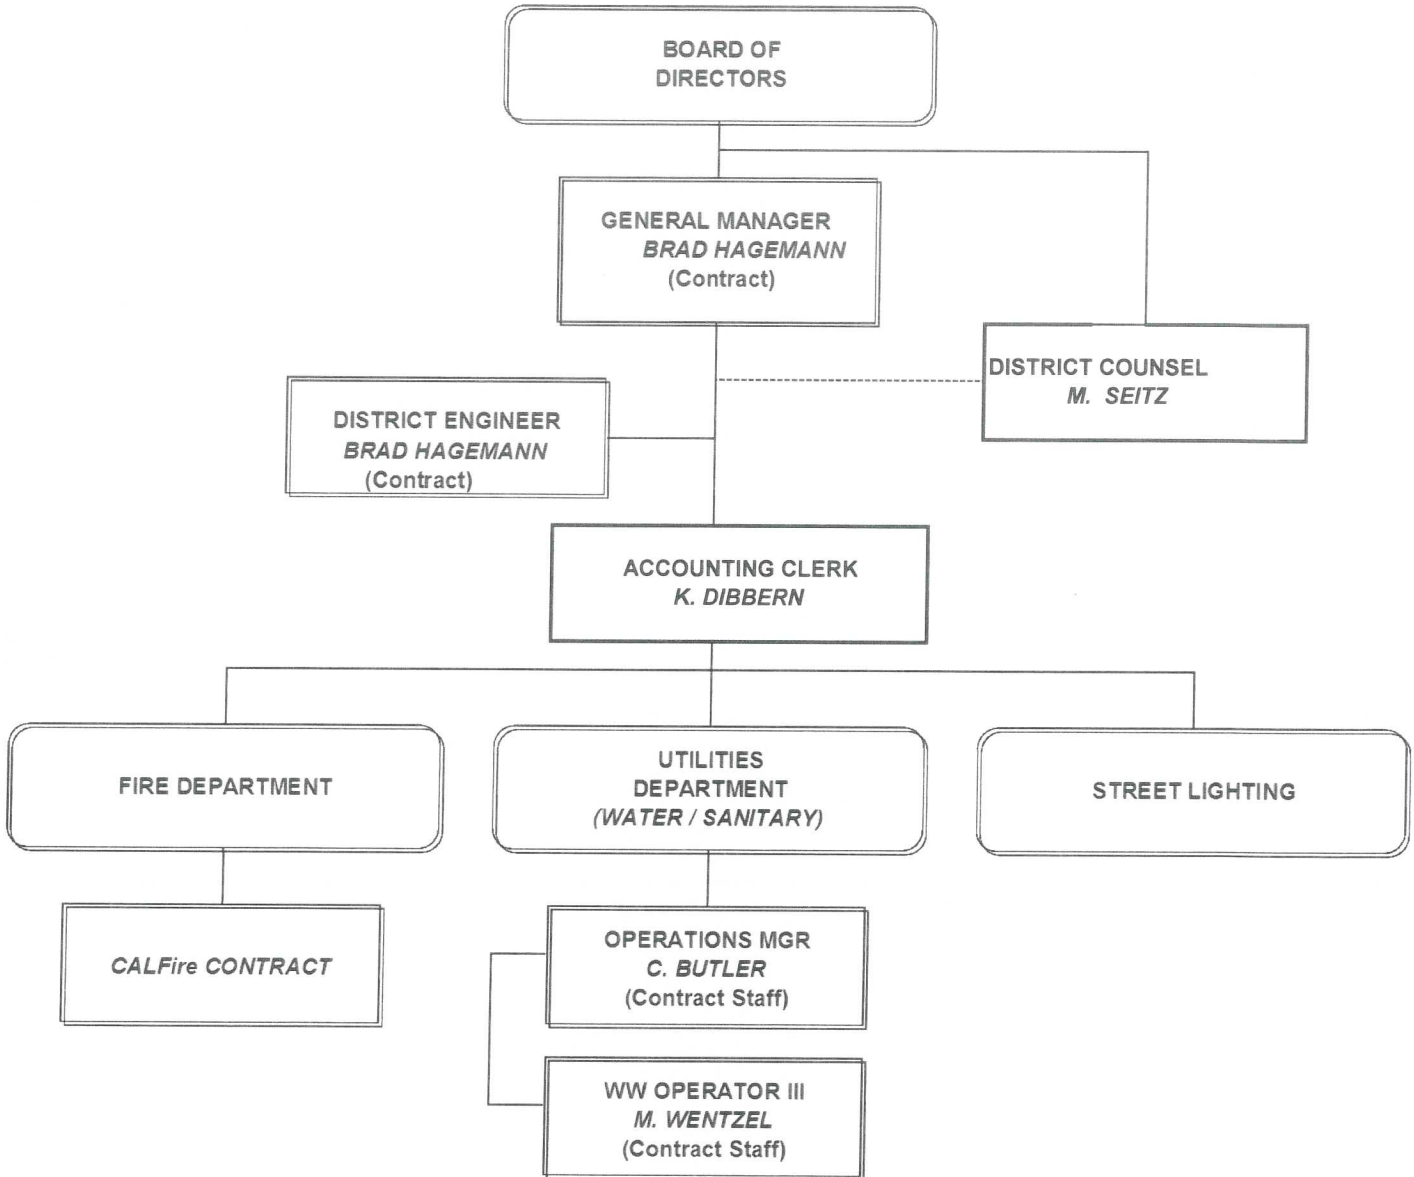 BOARD OF
DIRECTORS
GENERAL MANAGER
BRAD HAGEMANN
(Contract)
DISTRICT COUNSEL
M. SEITZ
DISTRICT ENGINEER
BRAD HAGEMANN
(Contract)
ACCOUNTING CLERK
K. DIBBERN
FIRE DEPARTMENT
UTILITIES
DEPARTMENT
(WATER / SANITARY)
STREET LIGHTING
CALFire CONTRACT
OPERATIONS MGR
C. BUTLER
(Contract Staff)
WW OPERATOR III
M. WENTZEL
(Contract Staff)